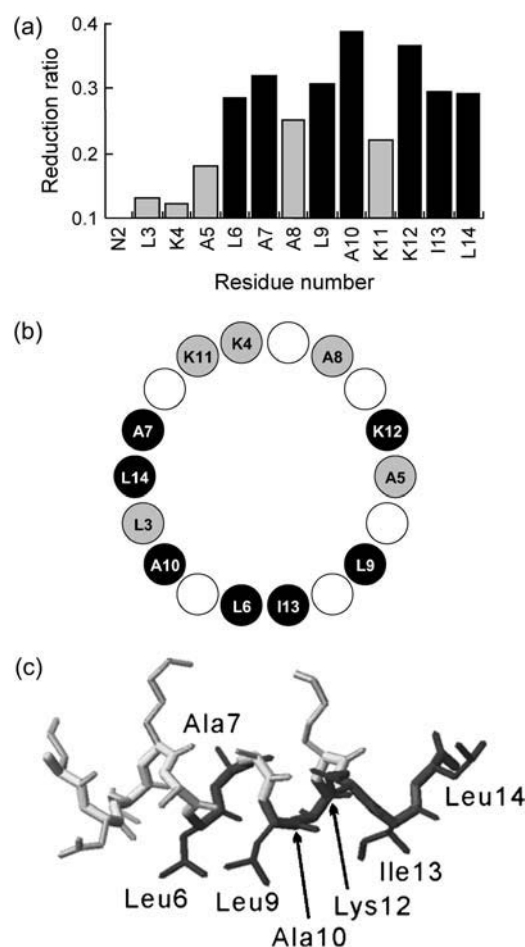 (a)
Reduction ratio
0.4
0.3
0.2
0.1
N2 L3 K4 A5 L6 A7 A8 L9 A10 K11 K12 I13 L14
Residue number
(b)
K11 K4 A8
A7 K12
L14 A5
L3
A10 L9
L6 I13
(c)
Ala7
Leu14
Ile13
Leu6 Leu9 Lys12
Ala10